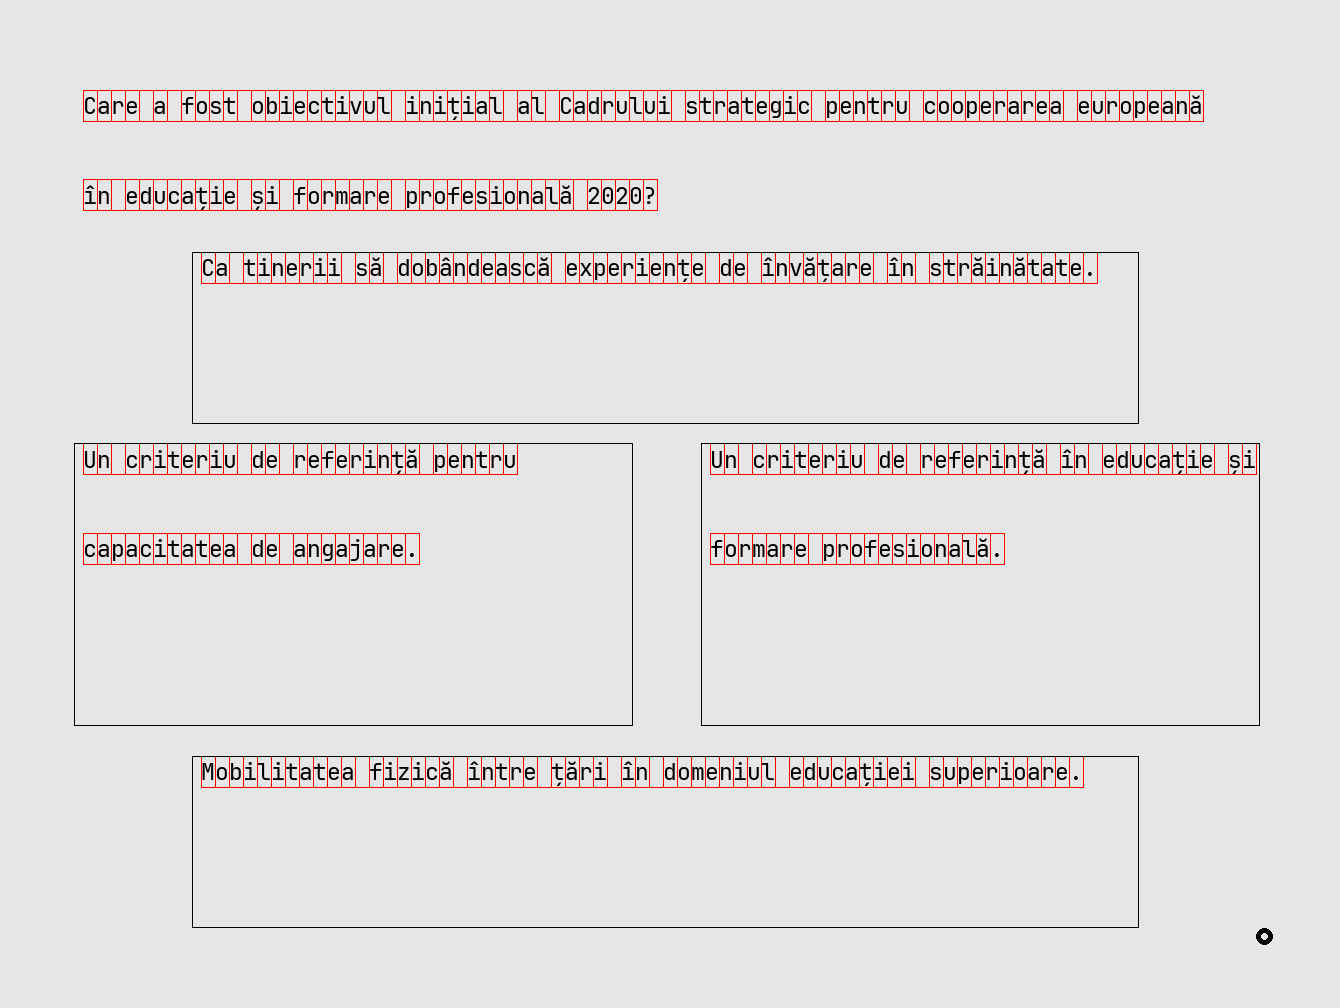 Care a fost obiectivul inițial al Cadrului strategic pentru cooperarea europeană
în educație și formare profesională 2020?
Ca tinerii să dobândească experiențe de învățare în străinătate.
Un criteriu de referință pentru
capacitatea de angajare.
Un criteriu de referință în educație și
formare profesională.
Mobilitatea fizică între țări în domeniul educației superioare.